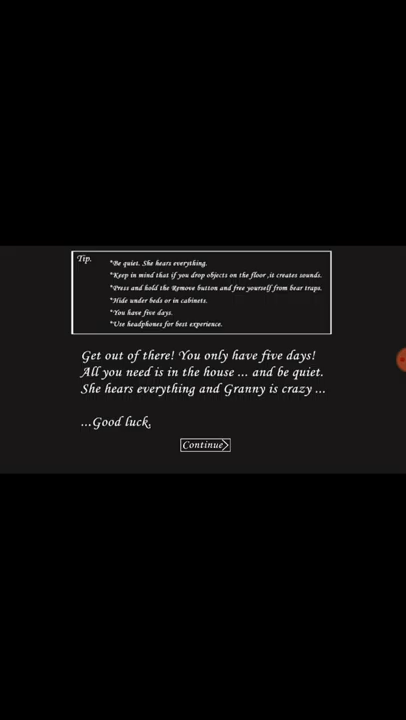 Tip.
*Be quiet. She hears everything.
*Keep in mind that if you drop objects on the floor ,it creates sounds.
*Press and hold the Remove button and free yourself from bear traps.
*Hide under beds or in cabinets.
*You have five days.
*Use headphones for best experience.
Get out of there! You only have five days!
All you need is in the house ... and be quiet.
She hears everything and Granny is crazy ...
...Good luck.
Continue